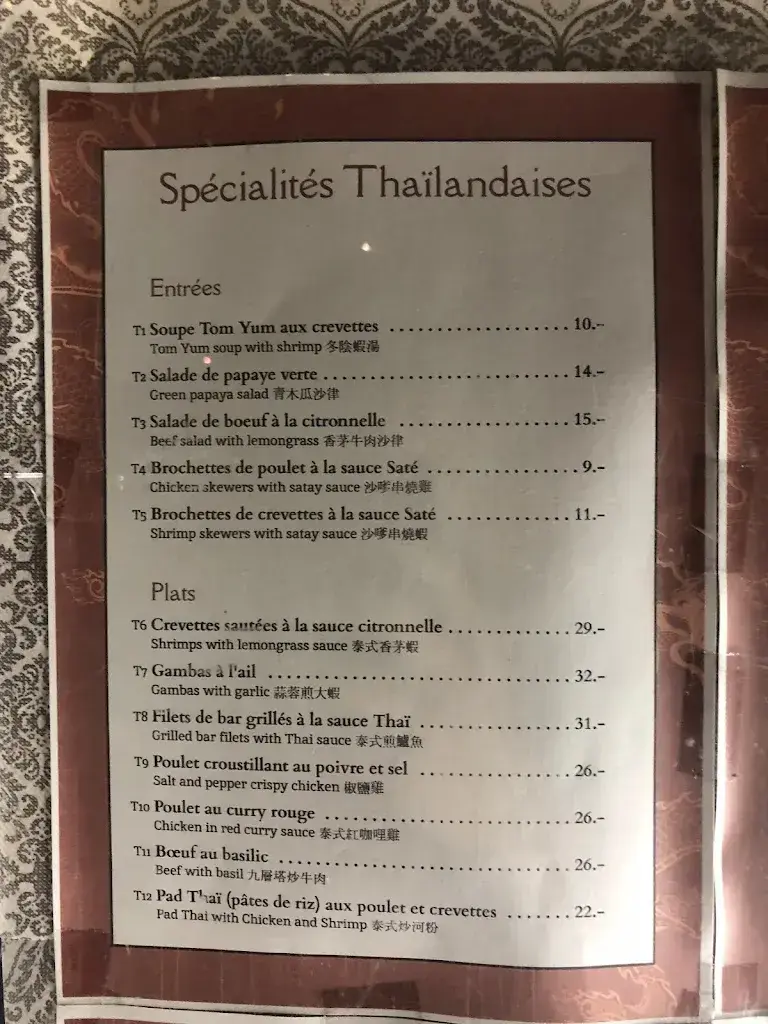 Spécialités Thaïlandaises
Entrées
T1 Soupe Tom Yum aux crevettes .................... 10.-
Tom Yum soup with shrimp 冬陰蝦湯
T2 Salade de papaye verte ........................... 14.-
Green papaya salad 青木瓜沙律
T3 Salade de boeuf à la citronnelle ................... 15.-
Beef salad with lemongrass 香茅牛肉沙律
T4 Brochettes de poulet à la sauce Saté ................ 9.-
Chicken skewers with satay sauce 沙嗲串燒雞
T5 Brochettes de crevettes à la sauce Saté ............. 11.-
Shrimp skewers with satay sauce 沙嗲串燒蝦
Plats
T6 Crevettes sautées à la sauce citronnelle ............. 29.-
Shrimps with lemongrass sauce 泰式香茅蝦
T7 Gambas à l'ail ................................. 32.-
Gambas with garlic 蒜蓉煎大蝦
T8 Filets de bar grillés à la sauce Thaï ................ 31.-
Grilled bar filets with Thai sauce 泰式煎鱸魚
T9 Poulet croustillant au poivre et sel ................ 26.-
Salt and pepper crispy chicken 椒鹽雞
T10 Poulet au curry rouge .......................... 26.-
Chicken in red curry sauce 泰式紅咖哩雞
T11 Bœuf au basilic ............................... 26.-
Beef with basil 九層塔炒牛肉
T12 Pad Thaï (pâtes de riz) aux poulet et crevettes ....... 22.-
Pad Thai with Chicken and Shrimp 泰式炒河粉